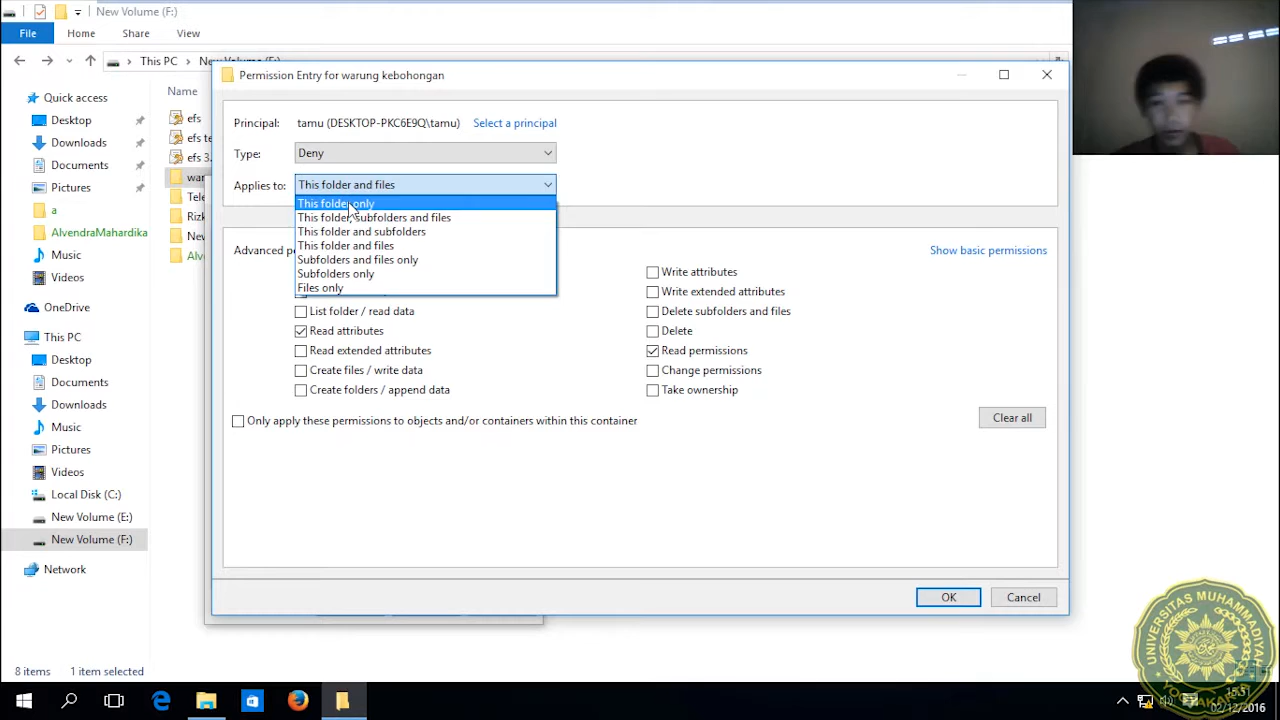 New Volume (F:)
File Home Share View
This PC
Permission Entry for warung kebohongan
Quick access
Desktop
Downloads
Documents
Pictures
a
AlvendraMahardika
Music
Videos
OneDrive
This PC
Desktop
Documents
Downloads
Music
Pictures
Videos
Local Disk (C:)
New Volume (E:)
New Volume (F:)
Network
Name
efs
efs te
efs 3.
war
Tele
Rizk
New
Alv
Principal: tamu (DESKTOP-PKC6E9Q\tamu) Select a principal
Type: Deny
Applies to: This folder and files
This folder only
This folder, subfolders and files
This folder and subfolders
This folder and files
Subfolders and files only
Subfolders only
Files only
Advanced pe
Show basic permissions
List folder / read data
Read attributes
Read extended attributes
Create files / write data
Create folders / append data
Write attributes
Write extended attributes
Delete subfolders and files
Delete
Read permissions
Change permissions
Take ownership
Only apply these permissions to objects and/or containers within this container
Clear all
OK Cancel
8 items 1 item selected
15:51
02/12/2016
UNIVERSITAS MUHAMMADIYAH
YOGYAKARTA